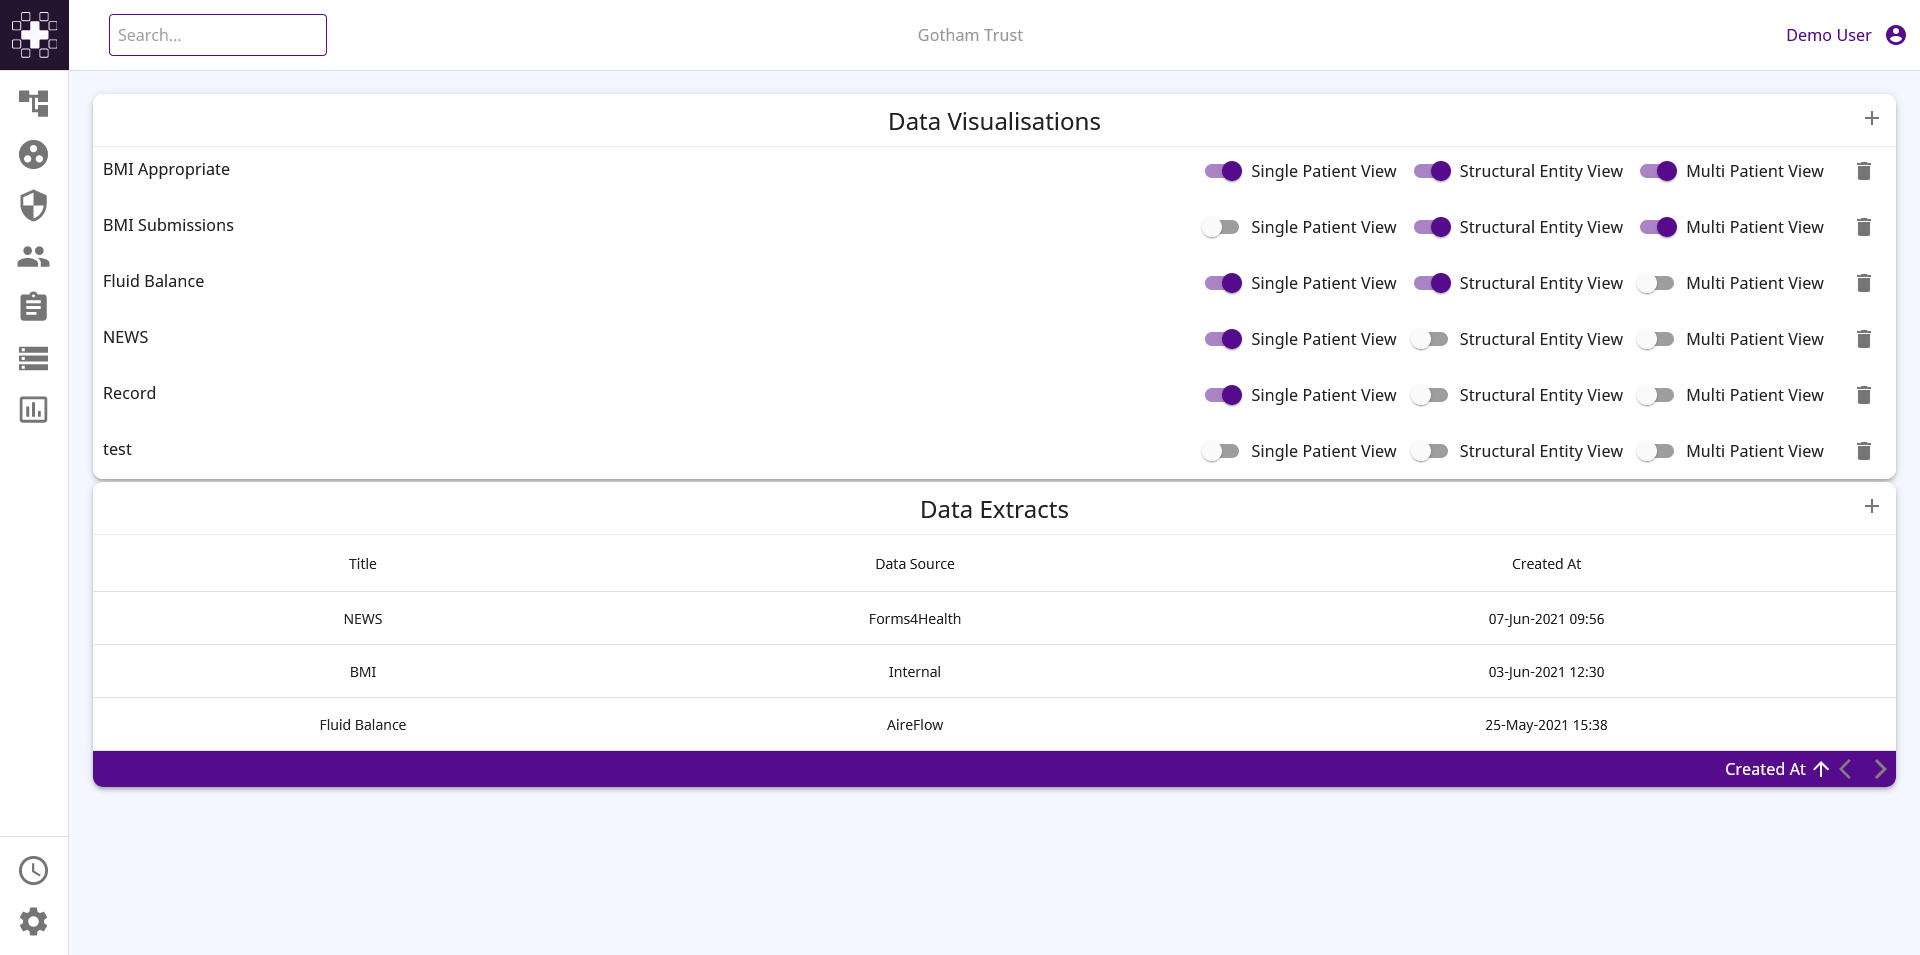 Search...
Gotham Trust
Demo User
Data Visualisations
BMI Appropriate Single Patient View Structural Entity View Multi Patient View
BMI Submissions Single Patient View Structural Entity View Multi Patient View
Fluid Balance Single Patient View Structural Entity View Multi Patient View
NEWS Single Patient View Structural Entity View Multi Patient View
Record Single Patient View Structural Entity View Multi Patient View
test Single Patient View Structural Entity View Multi Patient View
Data Extracts
Title Data Source Created At
NEWS Forms4Health 07-Jun-2021 09:56
BMI Internal 03-Jun-2021 12:30
Fluid Balance AireFlow 25-May-2021 15:38
Created At